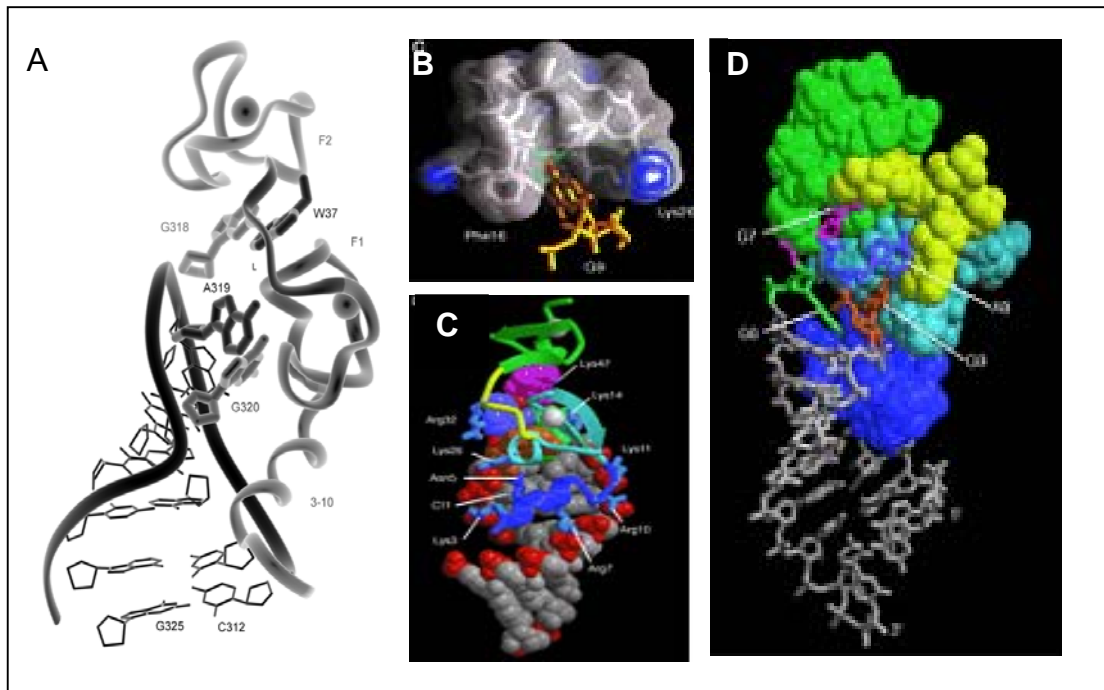 A
F2
W37
G318
F1
L
A319
G320
3-10
G325
C312
B
Phe16
Lys26
G9
C
Lys47
Lys14
Arg32
Lys26
Lys11
Asn5
C11
Lys3
Arg10
Arg7
D
G7
A8
G6
G9